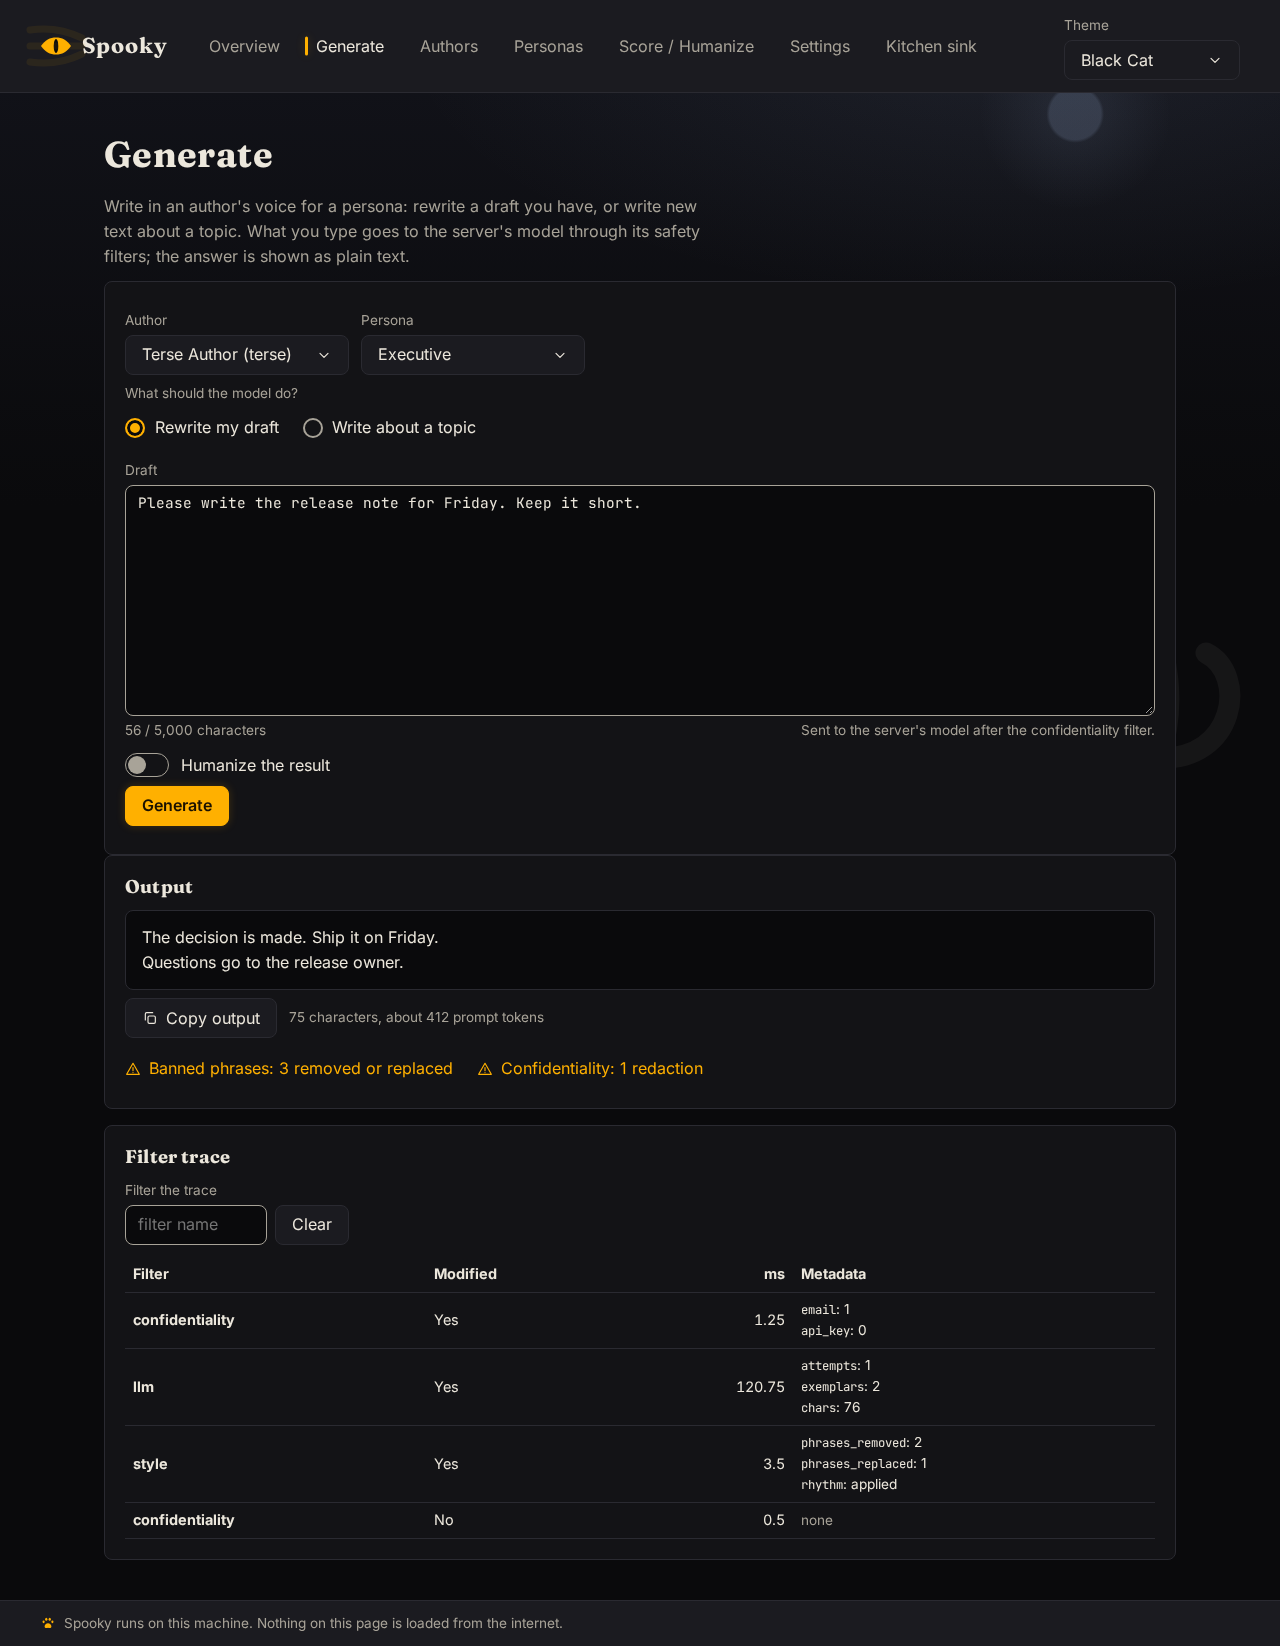 Spooky
Overview
Generate
Authors
Personas
Score / Humanize
Settings
Kitchen sink
Theme
Black Cat
Generate
Write in an author's voice for a persona: rewrite a draft you have, or write new
text about a topic. What you type goes to the server's model through its safety
filters; the answer is shown as plain text.
Author
Persona
Terse Author (terse)
Executive
What should the model do?
Rewrite my draft
Write about a topic
Draft
Please write the release note for Friday. Keep it short.
56 / 5,000 characters
Sent to the server's model after the confidentiality filter.
Humanize the result
Generate
Output
The decision is made. Ship it on Friday.
Questions go to the release owner.
Copy output
75 characters, about 412 prompt tokens
Banned phrases: 3 removed or replaced
Confidentiality: 1 redaction
Filter trace
Filter the trace
filter name
Clear
Filter Modified ms Metadata
confidentiality Yes 1.25 email: 1
api_key: 0
llm Yes 120.75 attempts: 1
exemplars: 2
chars: 76
style Yes 3.5 phrases_removed: 2
phrases_replaced: 1
rhythm: applied
confidentiality No 0.5 none
Spooky runs on this machine. Nothing on this page is loaded from the internet.